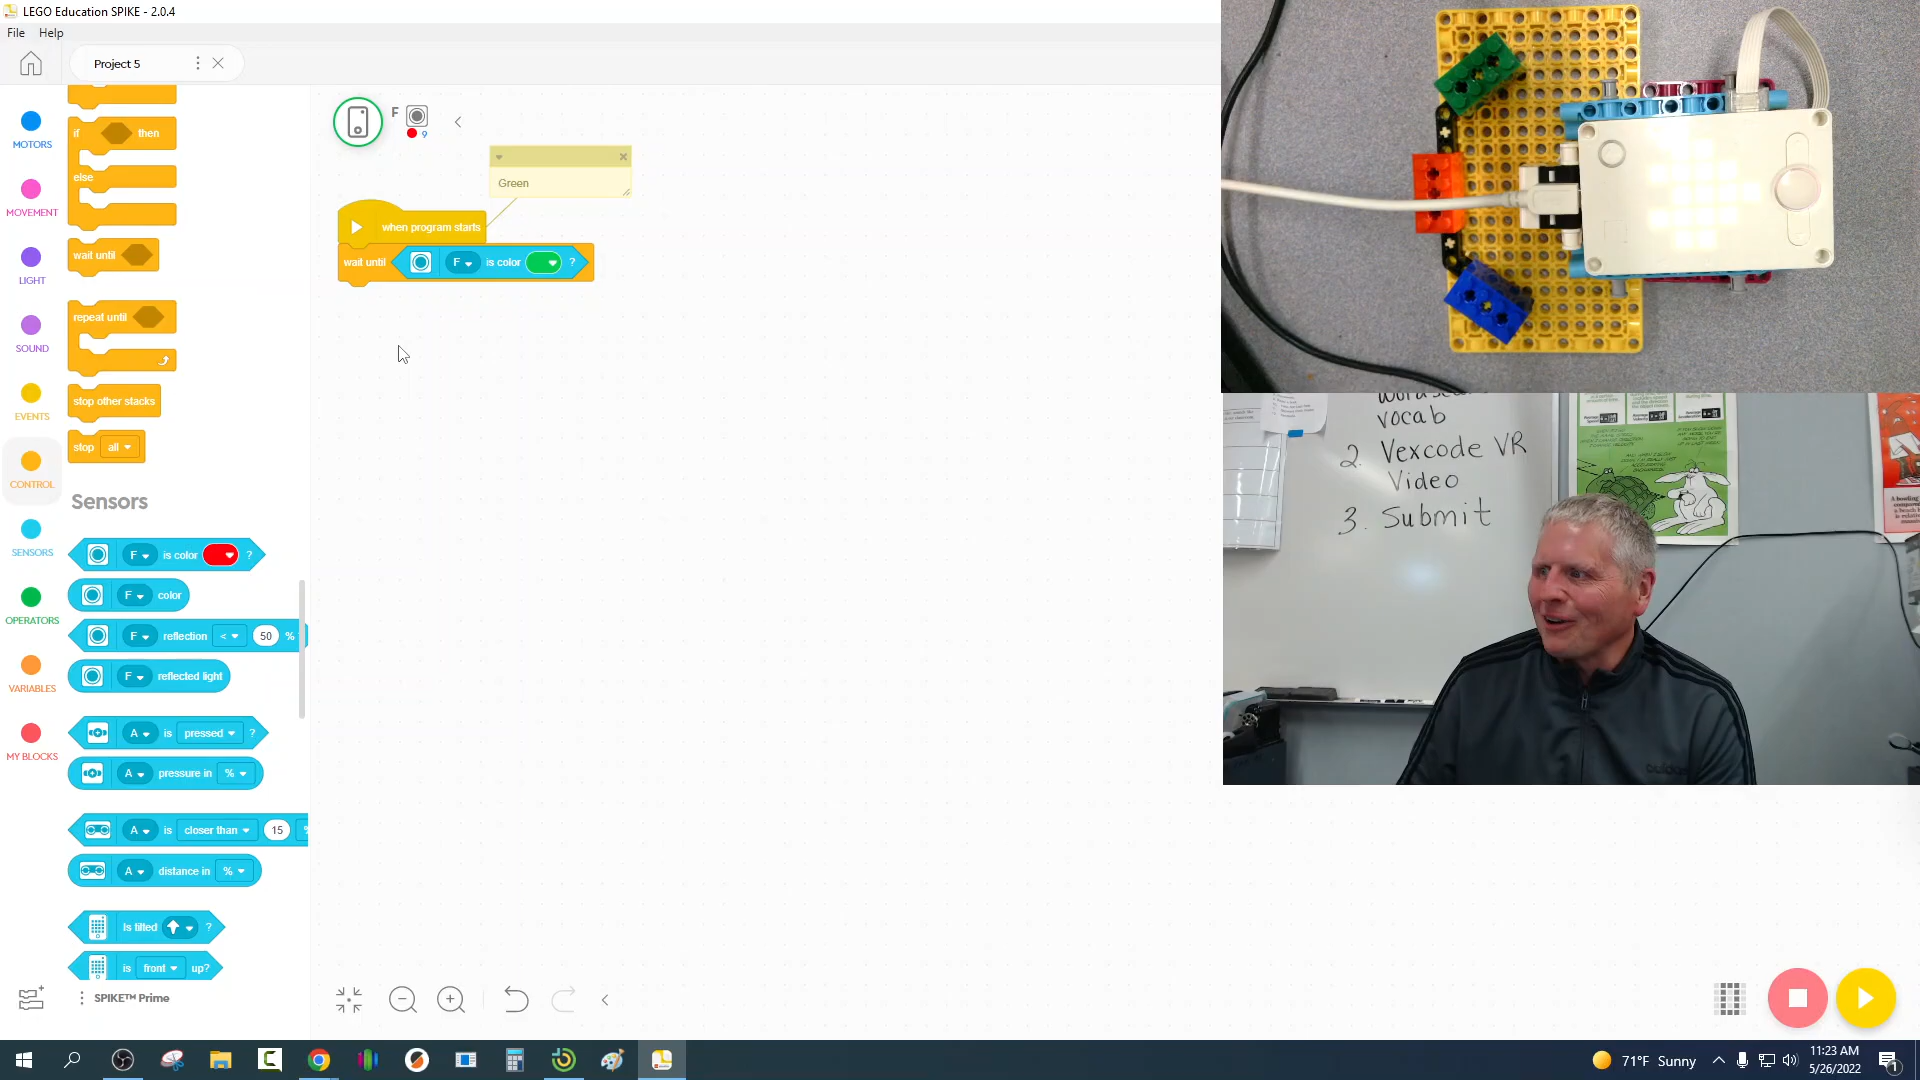 LEGO Education SPIKE - 2.0.4
File Help
Project 5
MOTORS
MOVEMENT
LIGHT
SOUND
EVENTS
CONTROL
SENSORS
OPERATORS
VARIABLES
MY BLOCKS
if then
else
wait until
repeat until
stop other stacks
stop all
Sensors
F is color ?
F color
F reflection < 50 %
F reflected light
A is pressed ?
A pressure in %
A is closer than 15
A distance in %
Is tilted ?
is front up?
SPIKE™ Prime
F
9
Green
when program starts
wait until F is color ?
vocab
2. Vexcode VR
Video
3. Submit
71°F Sunny
11:23 AM
5/26/2022
1